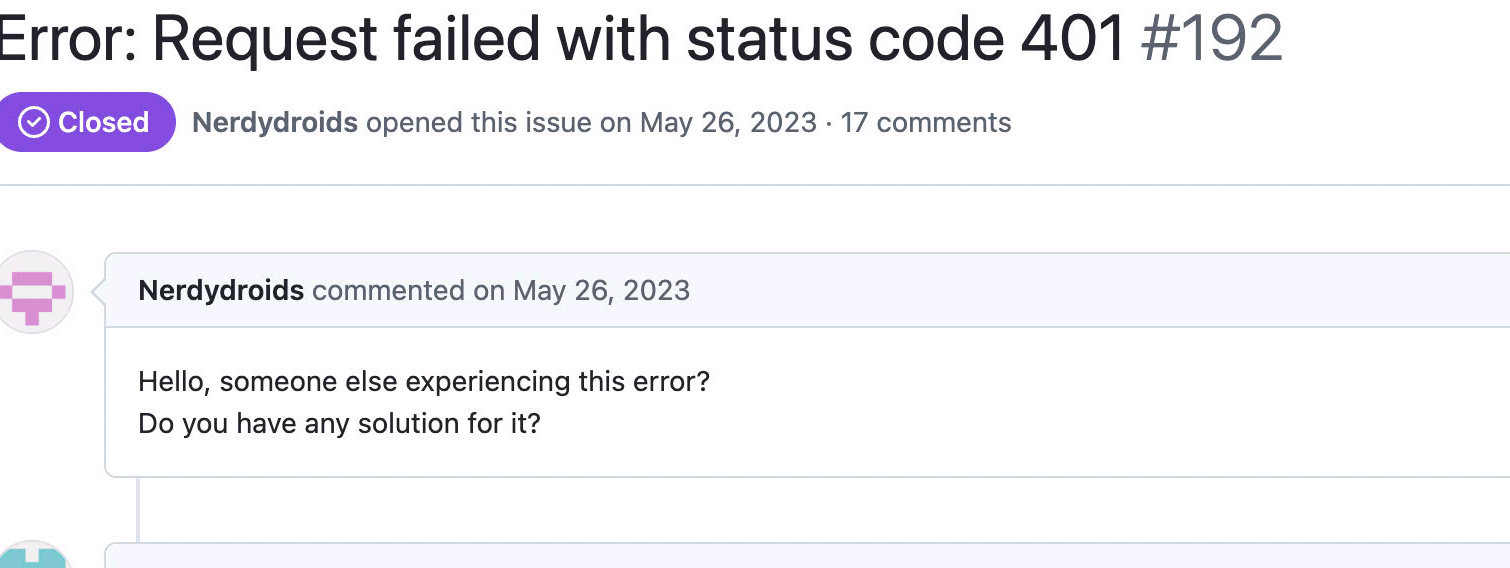 Error: Request failed with status code 401 #192
Closed Nerdydroids opened this issue on May 26, 2023 · 17 comments
Nerdydroids commented on May 26, 2023
Hello, someone else experiencing this error?
Do you have any solution for it?